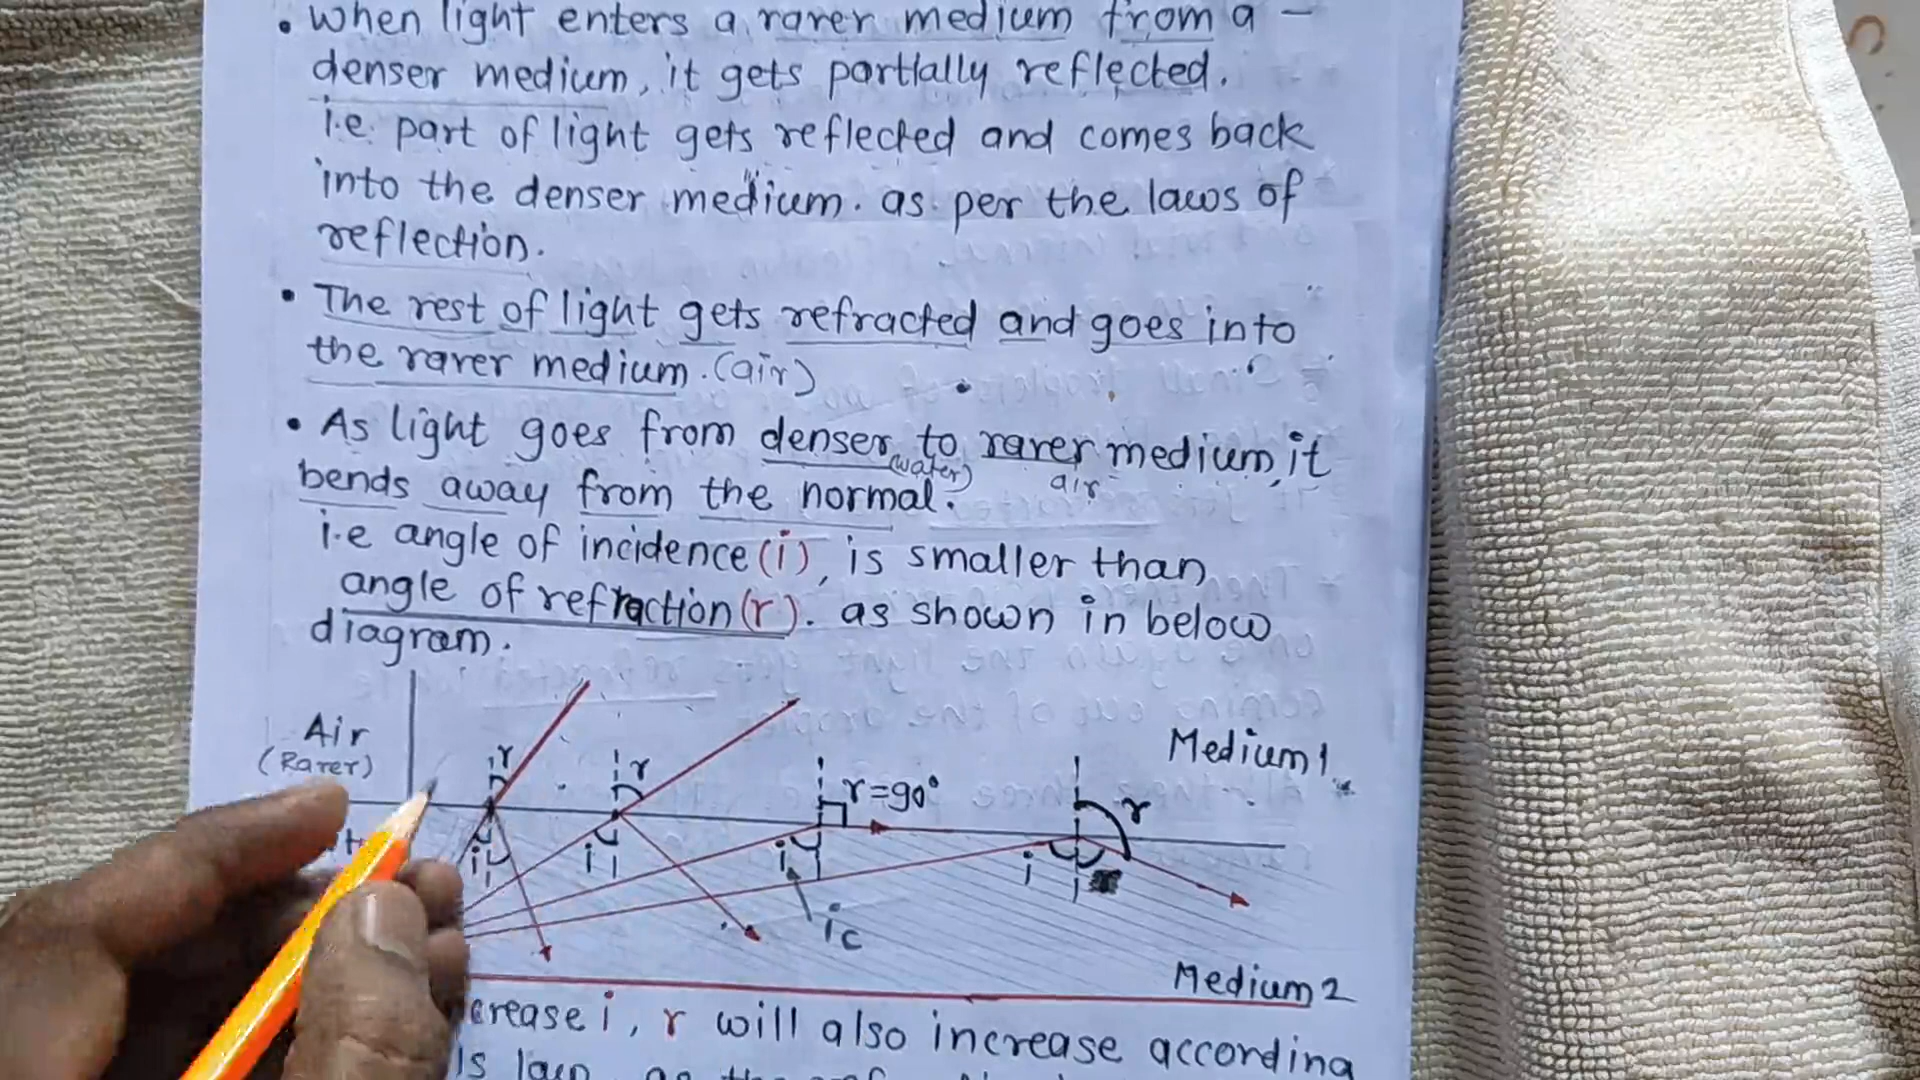 • When light enters a rarer medium from a –
denser medium, it gets partially reflected.
i.e. part of light gets reflected and comes back
into the denser medium. as per the laws of
reflection.
• The rest of light gets refracted and goes into
the rarer medium. (air)
• As light goes from denser to rarer medium, it
(water) air
bends away from the normal.
i.e angle of incidence (i), is smaller than
angle of refraction (r). as shown in below
diagram.
Air
(Rarer)
Medium 1
r
r
r=90°
r
i
i
i
i
ic
Medium 2
crease i, r will also increase according